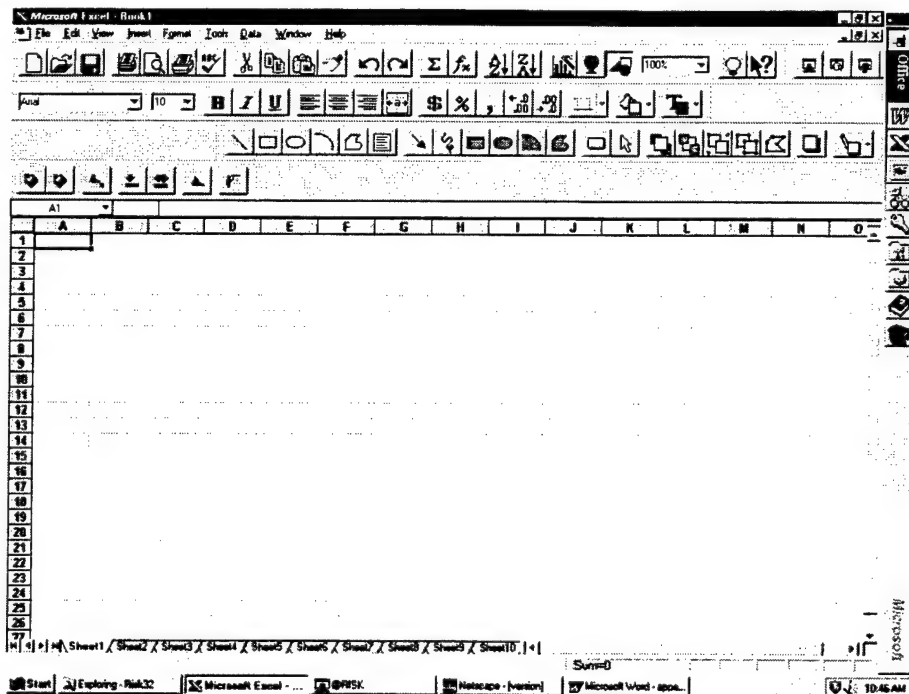 Microsoft Excel - Book1
File Edit View Insert Format Tools Data Window Help
100%
Arial 10 B I U $ % ,
A1
A B C D E F G H I J K L M N O
1
2
3
4
5
6
7
8
9
10
11
12
13
14
15
16
17
18
19
20
21
22
23
24
25
26
27
Sheet1 Sheet2 Sheet3 Sheet4 Sheet5 Sheet6 Sheet7 Sheet8 Sheet9 Sheet10
Sum=0
Start Exploring - Risk32 Microsoft Excel - ... @RISK Netscape - [version] Microsoft Word - appe... 10:46 AM
Office
Microsoft